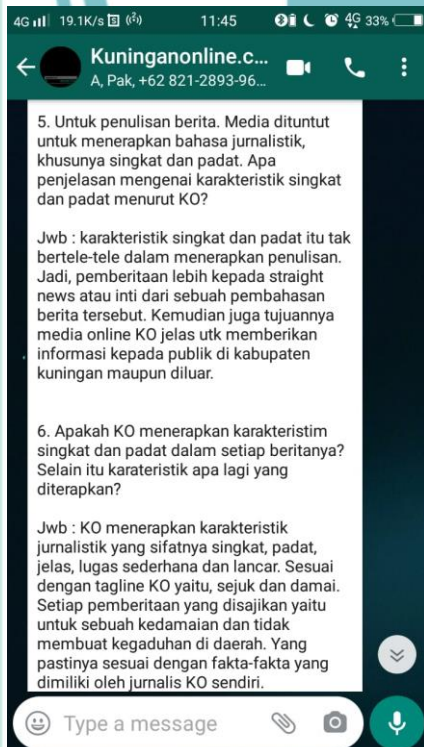 4G 19.1K/s 11:45 4G 33%
Kuninganonline.c...
A, Pak, +62 821-2893-96...
5. Untuk penulisan berita. Media dituntut
untuk menerapkan bahasa jurnalistik,
khusunya singkat dan padat. Apa
penjelasan mengenai karakteristik singkat
dan padat menurut KO?
Jwb : karakteristik singkat dan padat itu tak
bertele-tele dalam menerapkan penulisan.
Jadi, pemberitaan lebih kepada straight
news atau inti dari sebuah pembahasan
berita tersebut. Kemudian juga tujuannya
media online KO jelas utk memberikan
informasi kepada publik di kabupaten
kuningan maupun diluar.
6. Apakah KO menerapkan karakteristim
singkat dan padat dalam setiap beritanya?
Selain itu karateristik apa lagi yang
diterapkan?
Jwb : KO menerapkan karakteristik
jurnalistik yang sifatnya singkat, padat,
jelas, lugas sederhana dan lancar. Sesuai
dengan tagline KO yaitu, sejuk dan damai.
Setiap pemberitaan yang disajikan yaitu
untuk sebuah kedamaian dan tidak
membuat kegaduhan di daerah. Yang
pastinya sesuai dengan fakta-fakta yang
dimiliki oleh jurnalis KO sendiri.
Type a message